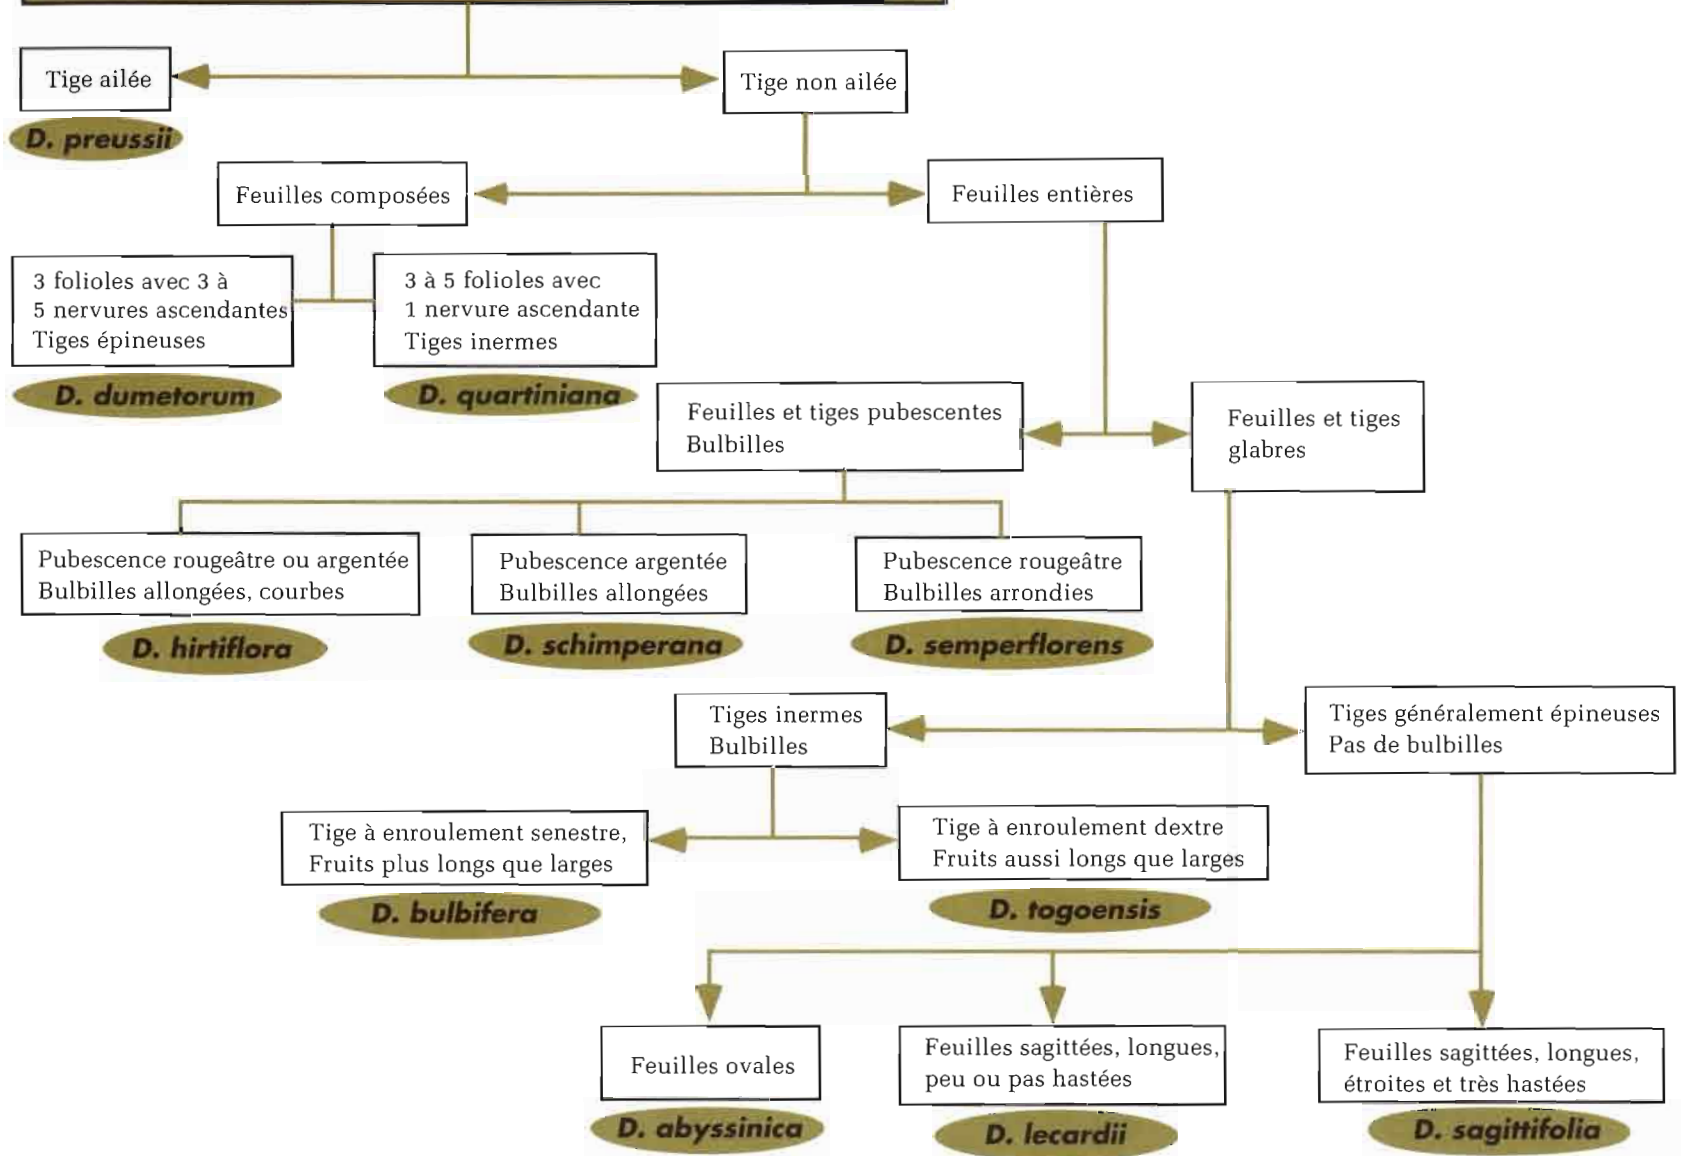 Tige ailée
Tige non ailée
D. preussii
Feuilles composées
Feuilles entières
3 folioles avec 3 à
5 nervures ascendantes
Tiges épineuses
3 à 5 folioles avec
1 nervure ascendante
Tiges inermes
D. dumetorum
D. quartiniana
Feuilles et tiges pubescentes
Bulbilles
Feuilles et tiges
glabres
Pubescence rougeâtre ou argentée
Bulbilles allongées, courbes
Pubescence argentée
Bulbilles allongées
Pubescence rougeâtre
Bulbilles arrondies
D. hirtiflora
D. schimperana
D. semperflorens
Tiges inermes
Bulbilles
Tiges généralement épineuses
Pas de bulbilles
Tige à enroulement senestre,
Fruits plus longs que larges
Tige à enroulement dextre
Fruits aussi longs que larges
D. bulbifera
D. togoensis
Feuilles ovales
Feuilles sagittées, longues,
peu ou pas hastées
Feuilles sagittées, longues,
étroites et très hastées
D. abyssinica
D. lecardii
D. sagittifolia